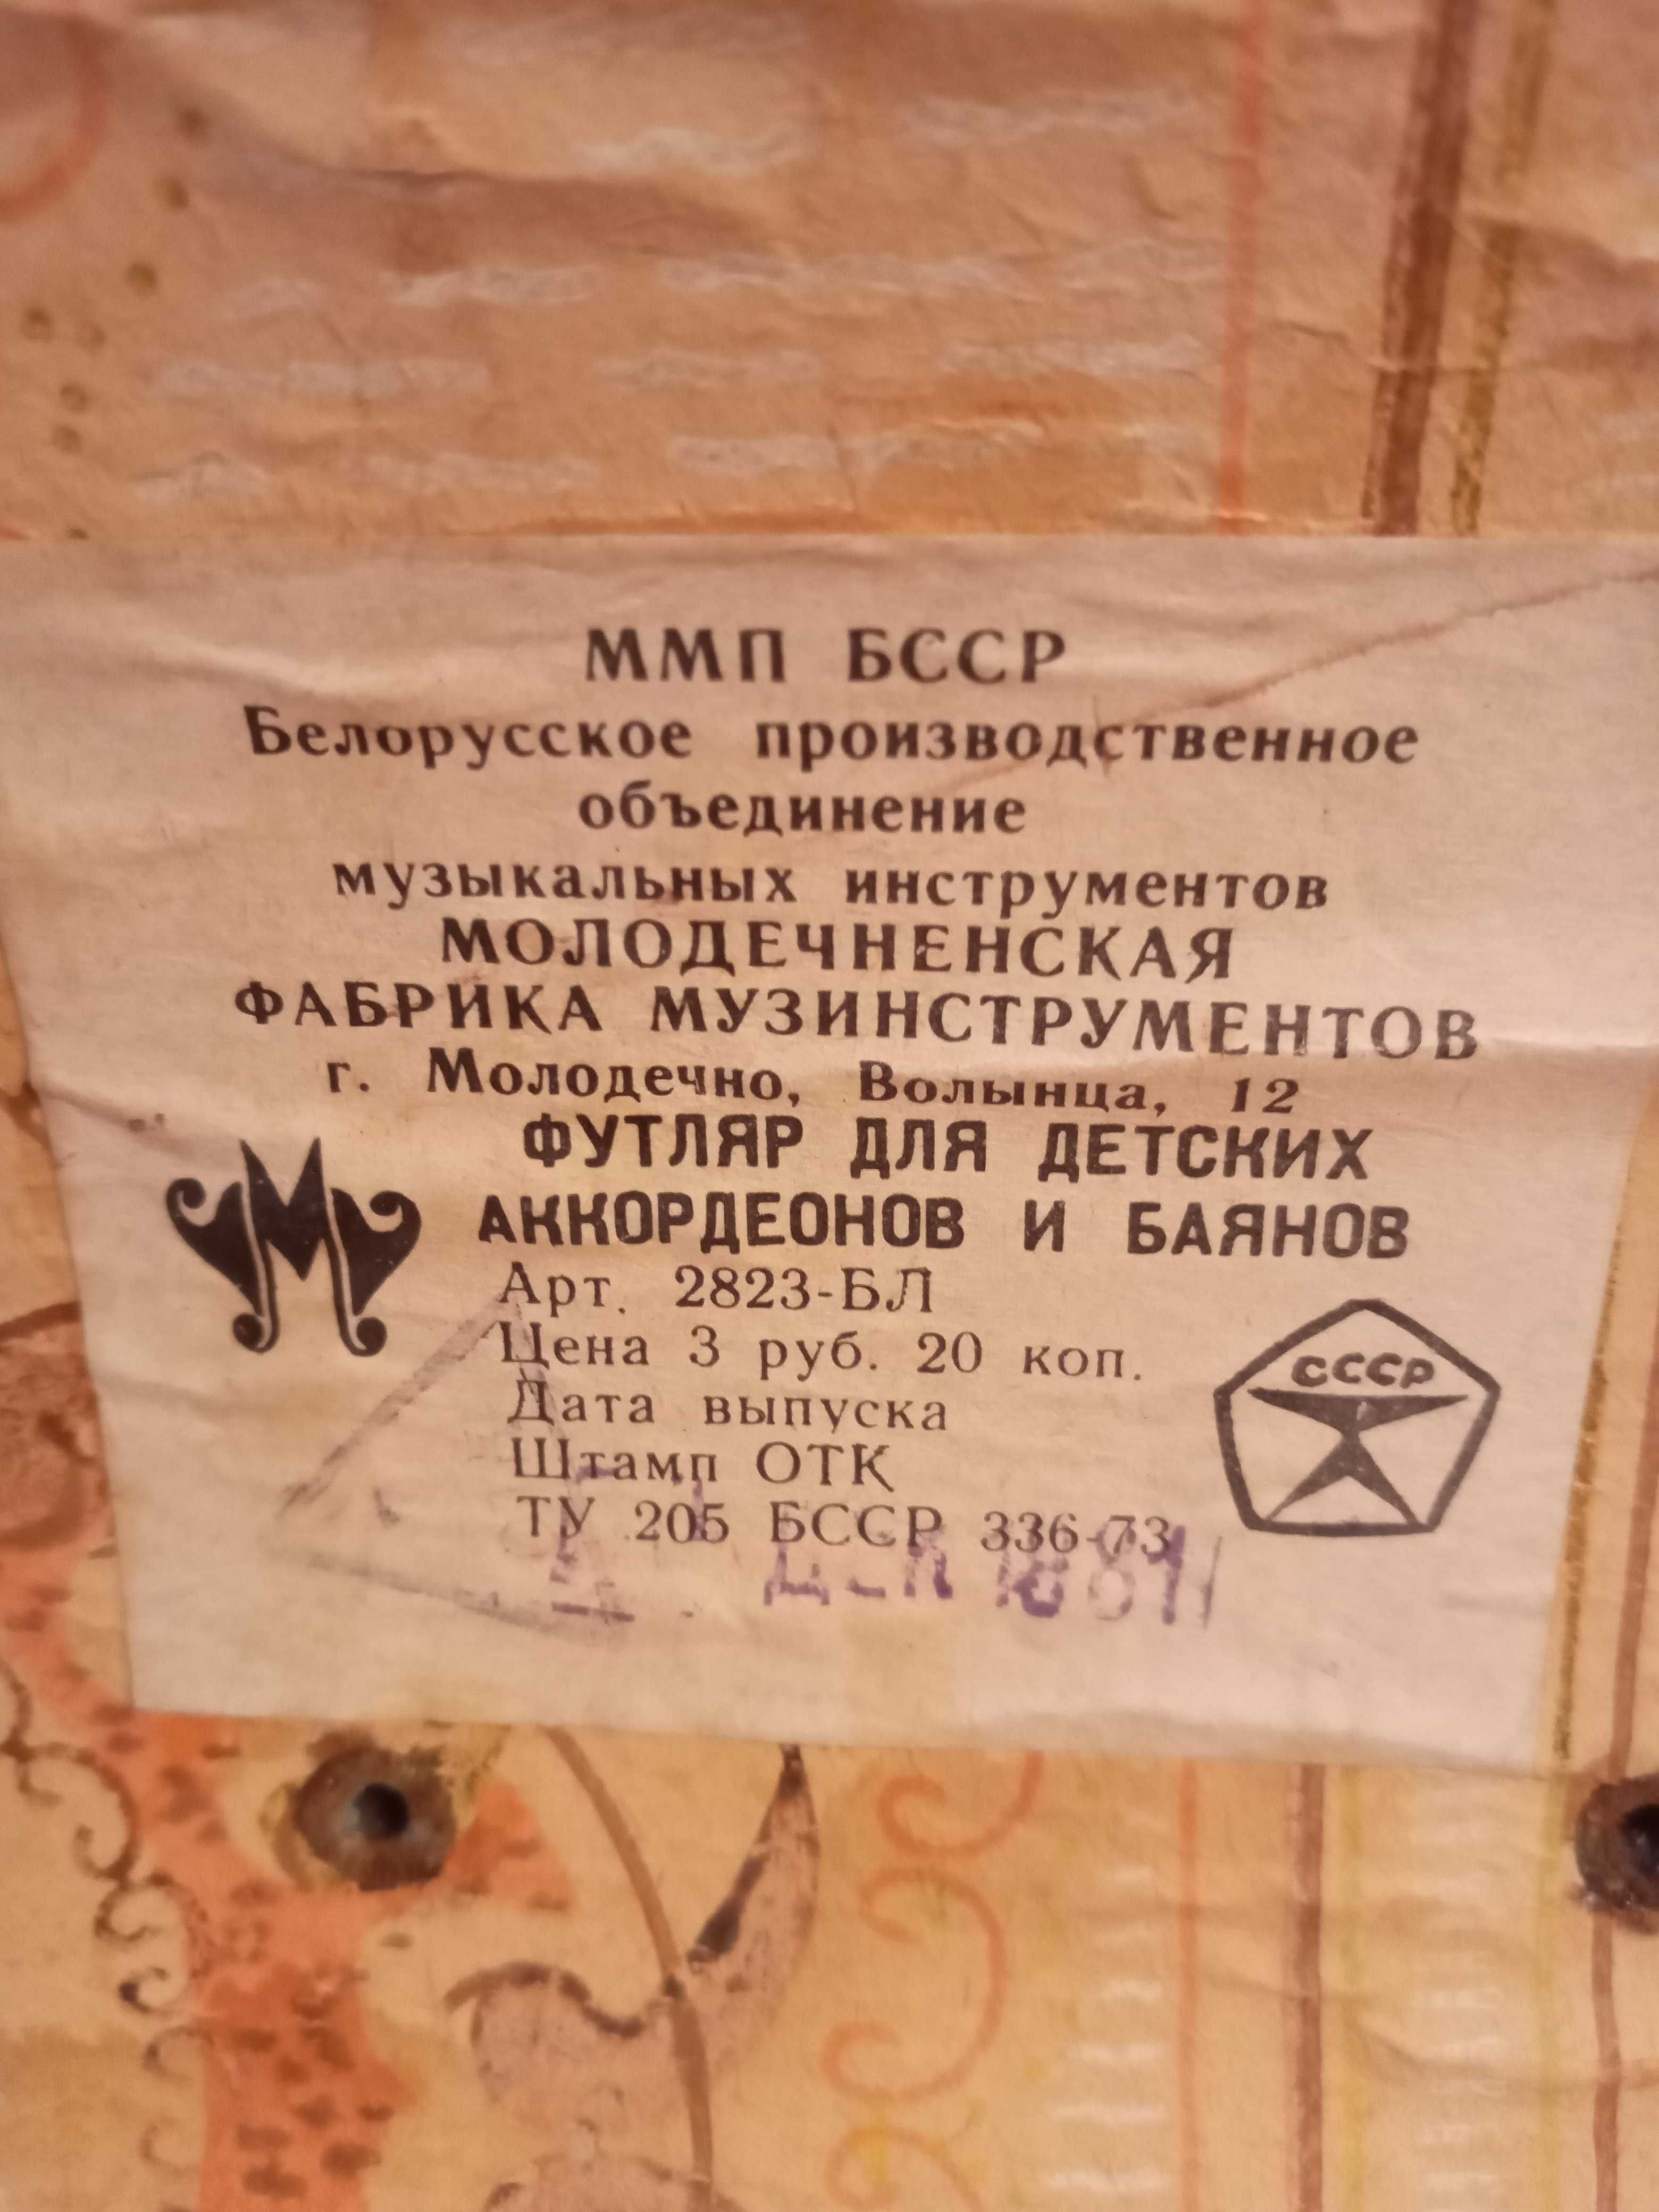 ММП БССР
Белорусское производственное
объединение
музыкальных инструментов
МОЛОДЕЧНЕНСКАЯ
ФАБРИКА МУЗИНСТРУМЕНТОВ
г. Молодечно, Волынца, 12
ФУТЛЯР ДЛЯ ДЕТСКИХ
АККОРДЕОНОВ И БАЯНОВ
Арт. 2823-БЛ
Цена 3 руб. 20 коп.
СССР
Дата выпуска
Штамп ОТК
ТУ 205 БССР 336-73